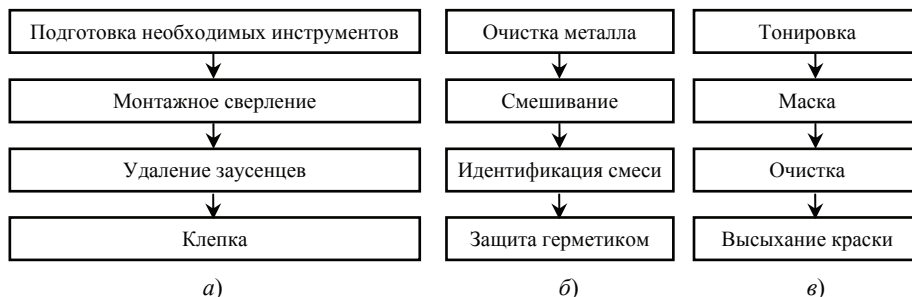 Подготовка необходимых инструментов
Монтажное сверление
Удаление заусенцев
Клепка
а)
Очистка металла
Смешивание
Идентификация смеси
Защита герметиком
б)
Тонировка
Маска
Очистка
Высыхание краски
в)